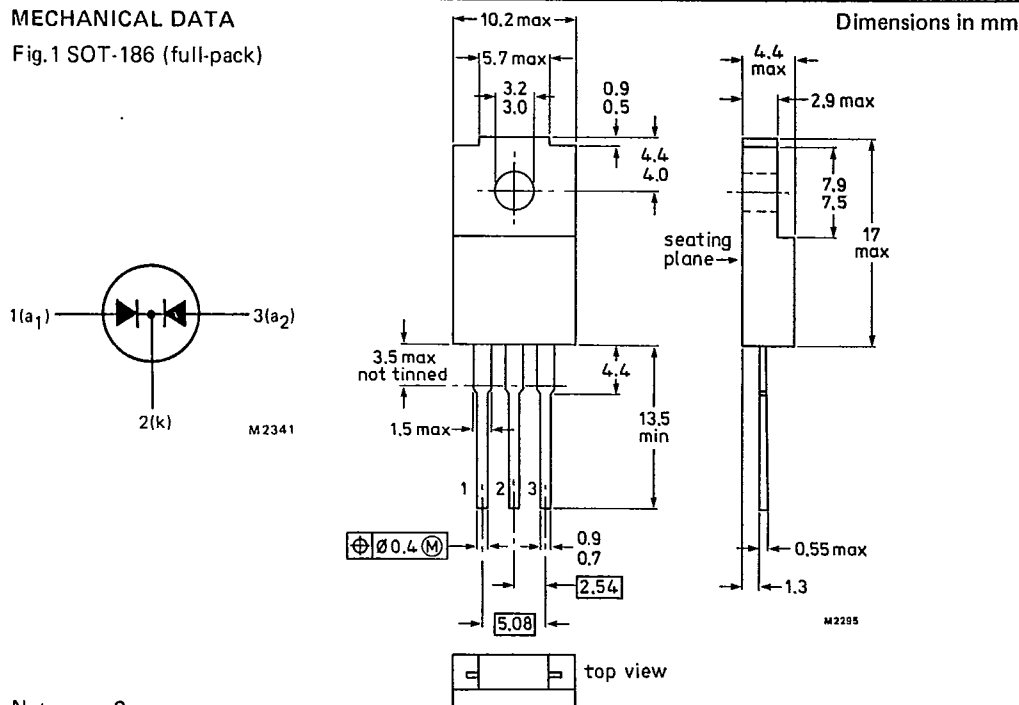 MECHANICAL DATA
Dimensions in mm
Fig.1 SOT-186 (full-pack)
10.2 max
5.7 max
3.2
3.0
0.9
0.5
4.4
4.0
4.4
max
2.9 max
7.9
7.5
17
max
seating
plane
1(a1)
3(a2)
2(k)
M2341
3.5 max
not tinned
4.4
13.5
min
1.5 max
1 2 3
Ø0.4 Ⓜ
0.9
0.7
2.54
5.08
0.55 max
1.3
M2295
top view